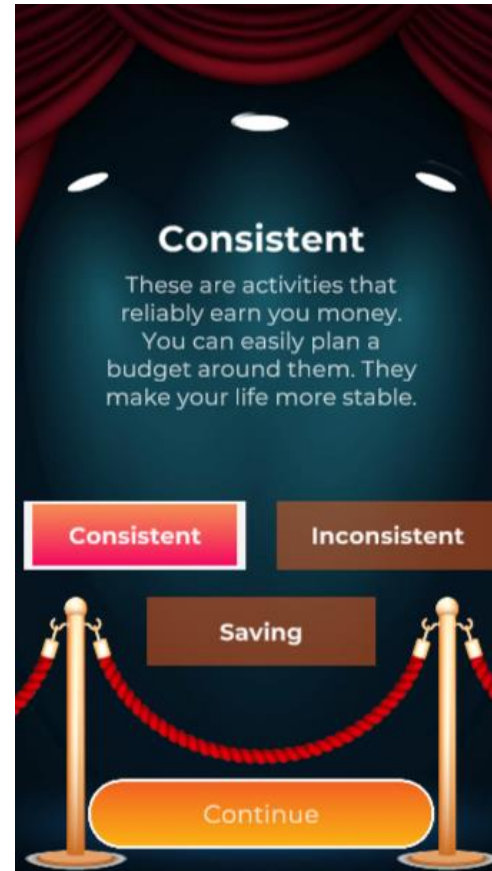 Consistent
These are activities that
reliably earn you money.
You can easily plan a
budget around them. They
make your life more stable.
Consistent
Inconsistent
Saving
Continue